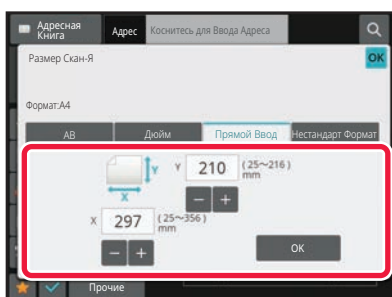 Адресная
Книга
Адрес
Коснитесь для Ввода Адреса
Размер Скан-Я
OK
Формат:A4
AB
Дюйм
Прямой Ввод
Нестандарт Формат
Y
Y 210 (25~216)
mm
X
− +
X 297 (25~356)
mm
− +
OK
Прочие